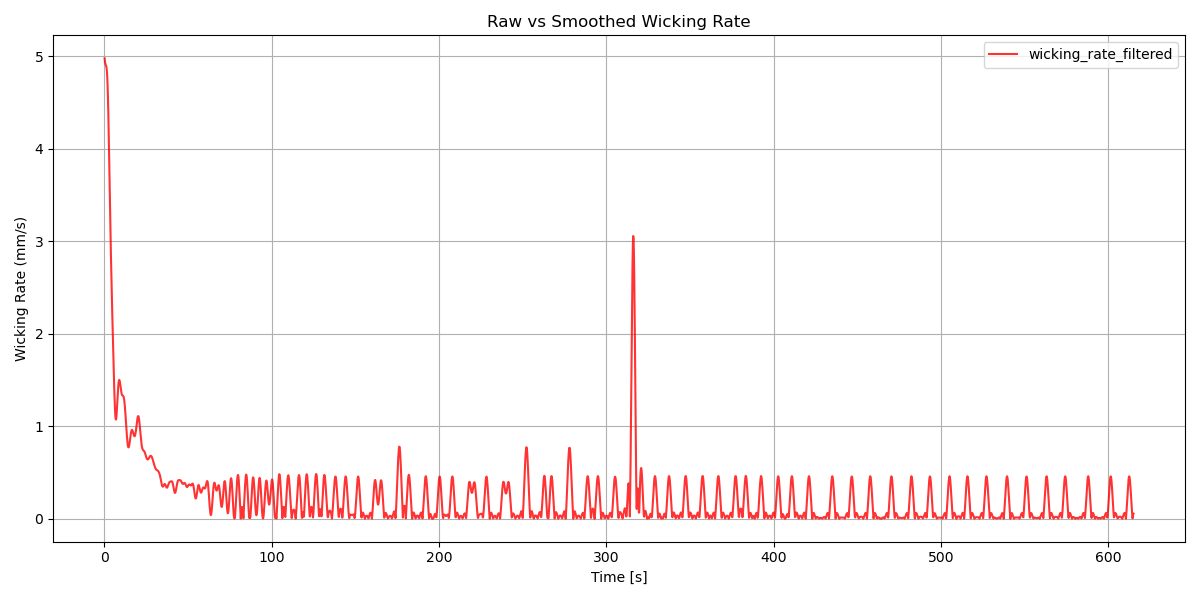 Raw vs Smoothed Wicking Rate
wicking_rate_filtered
5
4
3
2
1
0
Wicking Rate (mm/s)
0 100 200 300 400 500 600
Time [s]